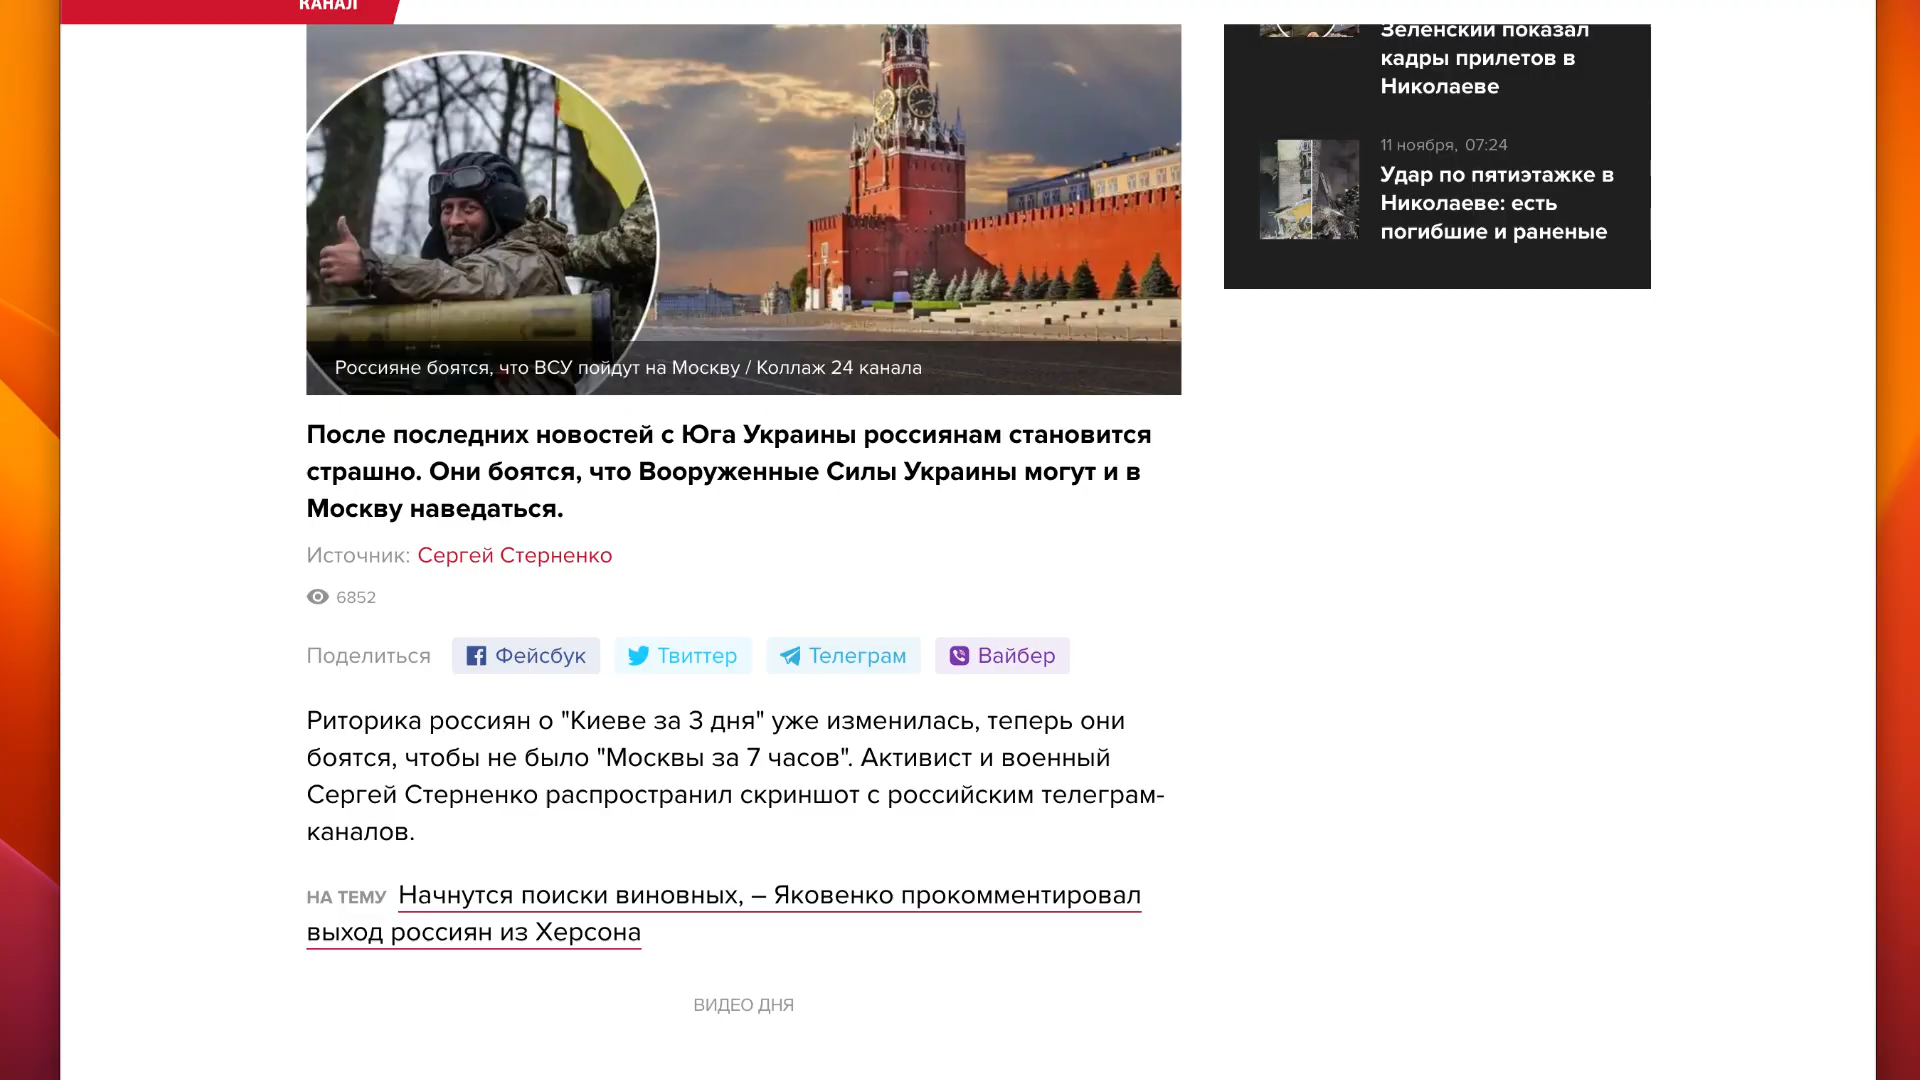 КАНАЛ
Россияне боятся, что ВСУ пойдут на Москву / Коллаж 24 канала
После последних новостей с Юга Украины россиянам становится
страшно. Они боятся, что Вооруженные Силы Украины могут и в
Москву наведаться.
Источник: Сергей Стерненко
6852
Поделиться Фейсбук Твиттер Телеграм Вайбер
Риторика россиян о "Киеве за 3 дня" уже изменилась, теперь они
боятся, чтобы не было "Москвы за 7 часов". Активист и военный
Сергей Стерненко распространил скриншот с российским телеграм-
каналов.
НА ТЕМУ Начнутся поиски виновных, – Яковенко прокомментировал
выход россиян из Херсона
ВИДЕО ДНЯ
Зеленский показал
кадры прилетов в
Николаеве
11 ноября, 07:24
Удар по пятиэтажке в
Николаеве: есть
погибшие и раненые